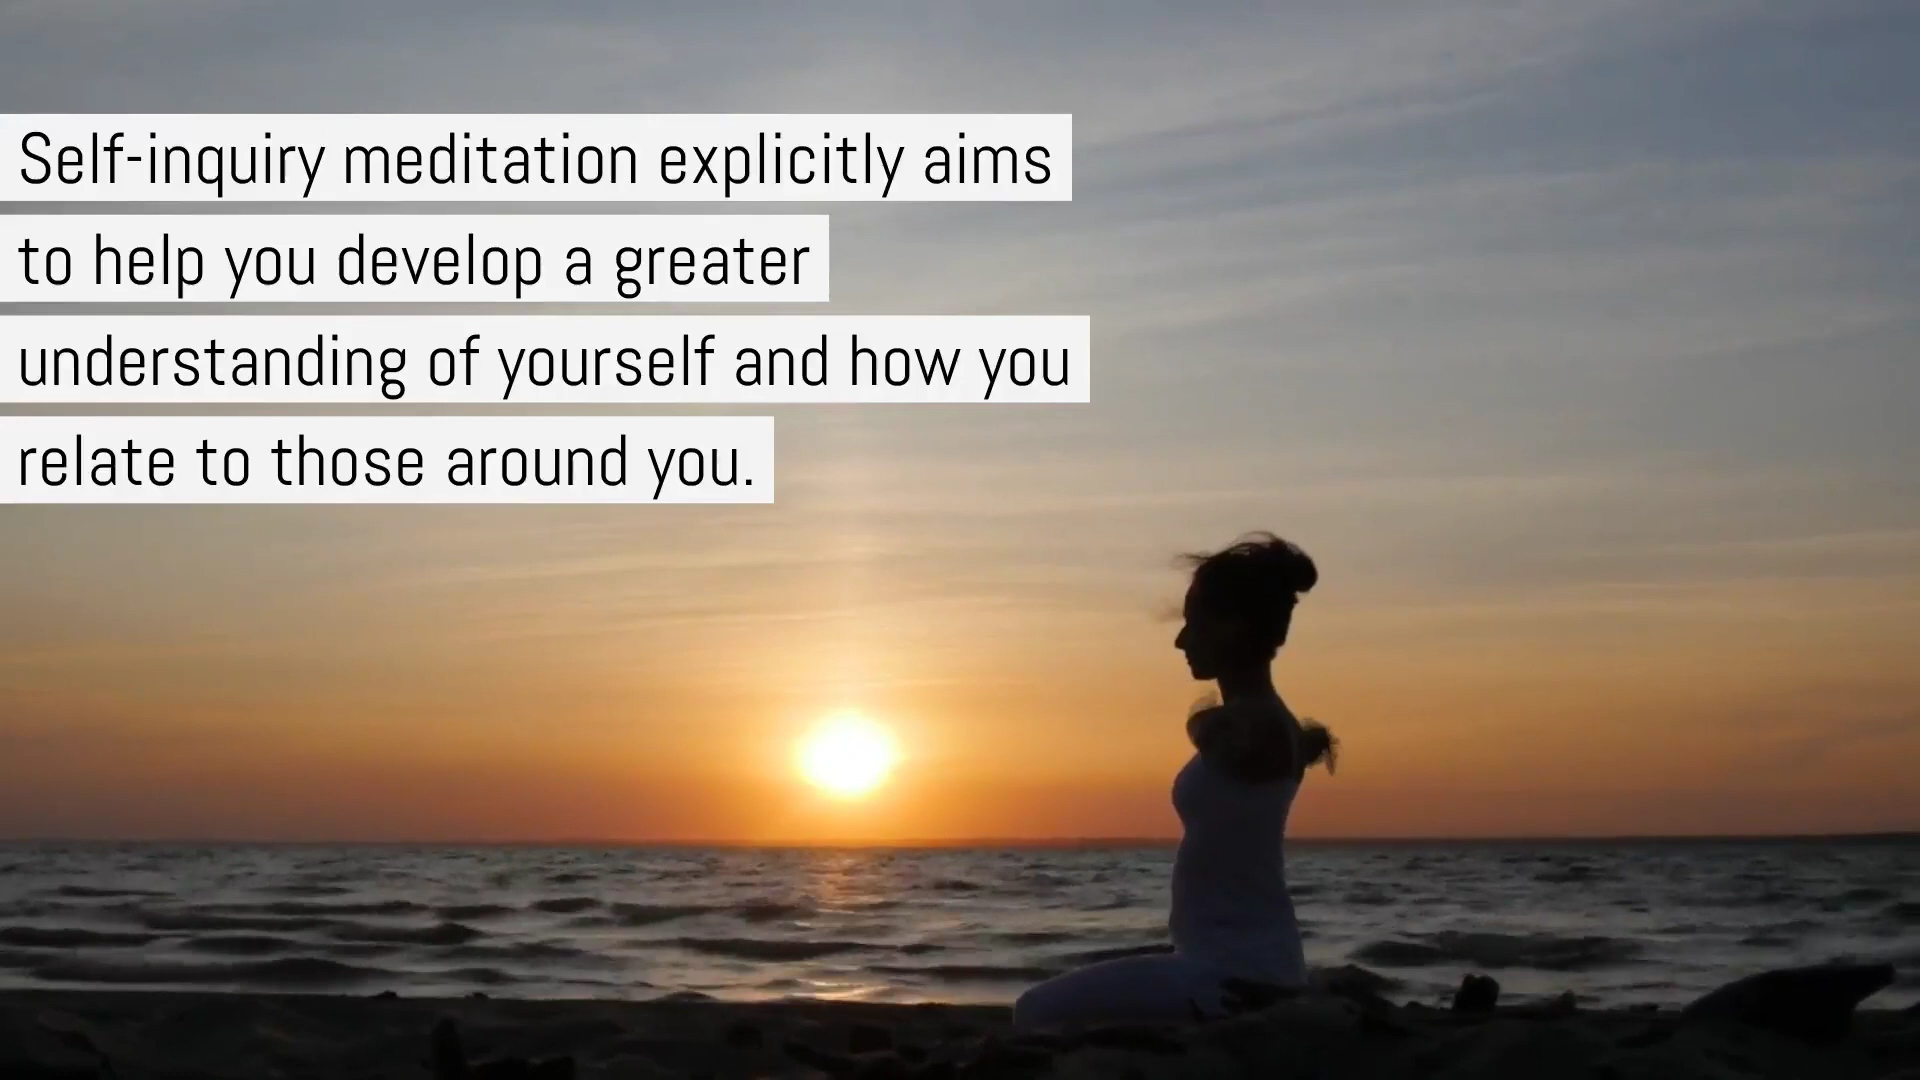 Self-inquiry meditation explicitly aims
to help you develop a greater
understanding of yourself and how you
relate to those around you.